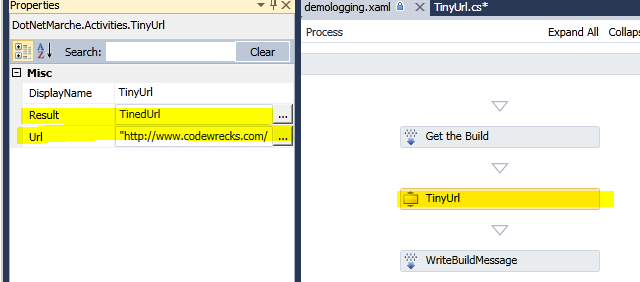 Properties
DotNetMarche.Activities.TinyUrl
Search: Clear
Misc
DisplayName TinyUrl
Result TinedUrl ...
Url "http://www.codewrecks.com/ ...
demologging.xaml TinyUrl.cs*
Process Expand All Collaps
Get the Build
TinyUrl
WriteBuildMessage